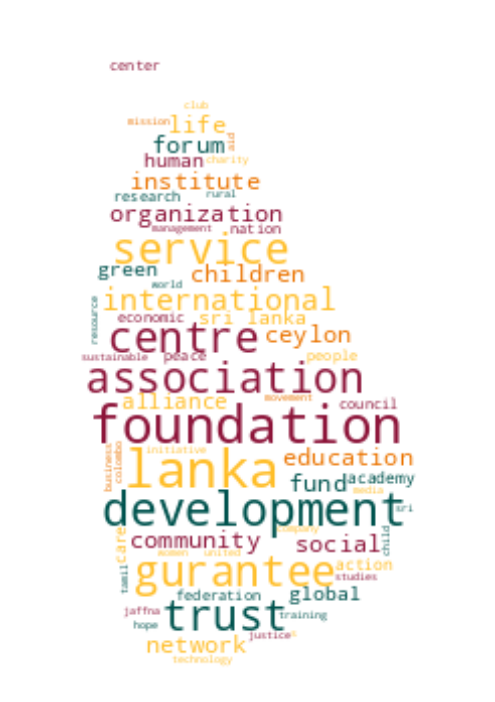 center
club
mission life
forum aid
human charity
institute
research rural
organization
management nation
service
green children
world
international
resource
economic sri lanka
centre ceylon
sustainable peace people
association
alliance movement council
foundation
initiative
business colombo lanka education
fund academy
media
development sri
company
community social child
care women united
gurantee action
tamil studies
federation global
jaffna trust training
hope justice
network
technology